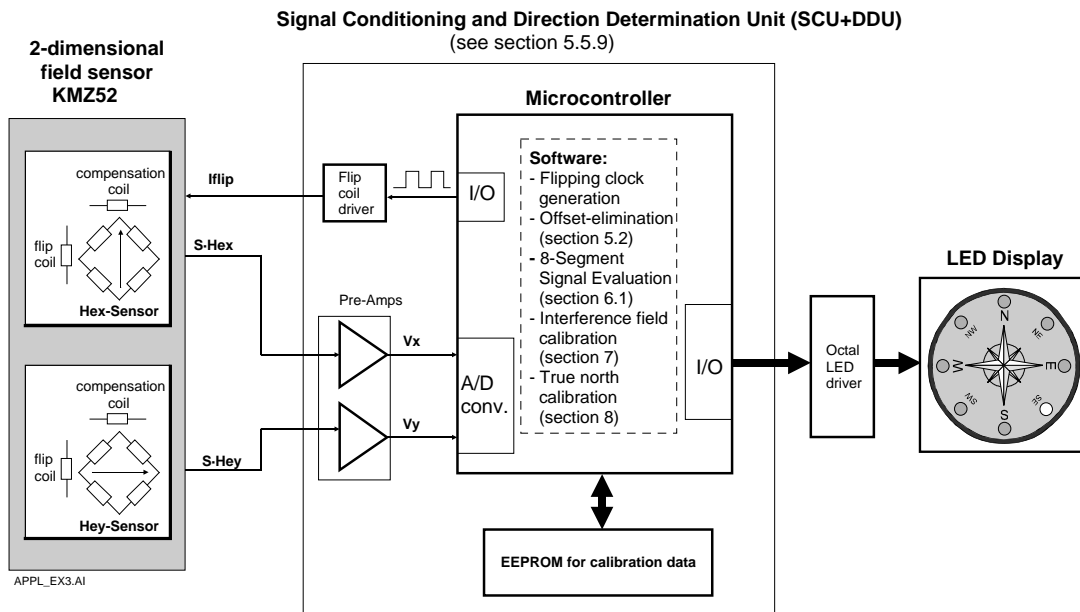 Signal Conditioning and Direction Determination Unit (SCU+DDU)
(see section 5.5.9)
2-dimensional
field sensor
KMZ52
compensation
coil
flip
coil
Hex-Sensor
compensation
coil
flip
coil
Hey-Sensor
APPL_EX3.AI
Iflip
S·Hex
S·Hey
Flip
coil
driver
Pre-Amps
Vx
Vy
Microcontroller
I/O
A/D
conv.
Software:
- Flipping clock
generation
- Offset-elimination
(section 5.2)
- 8-Segment
Signal Evaluation
(section 6.1)
- Interference field
calibration
(section 7)
- True north
calibration
(section 8)
I/O
EEPROM for calibration data
Octal
LED
driver
LED Display
N
NE
E
SE
S
SW
W
NW